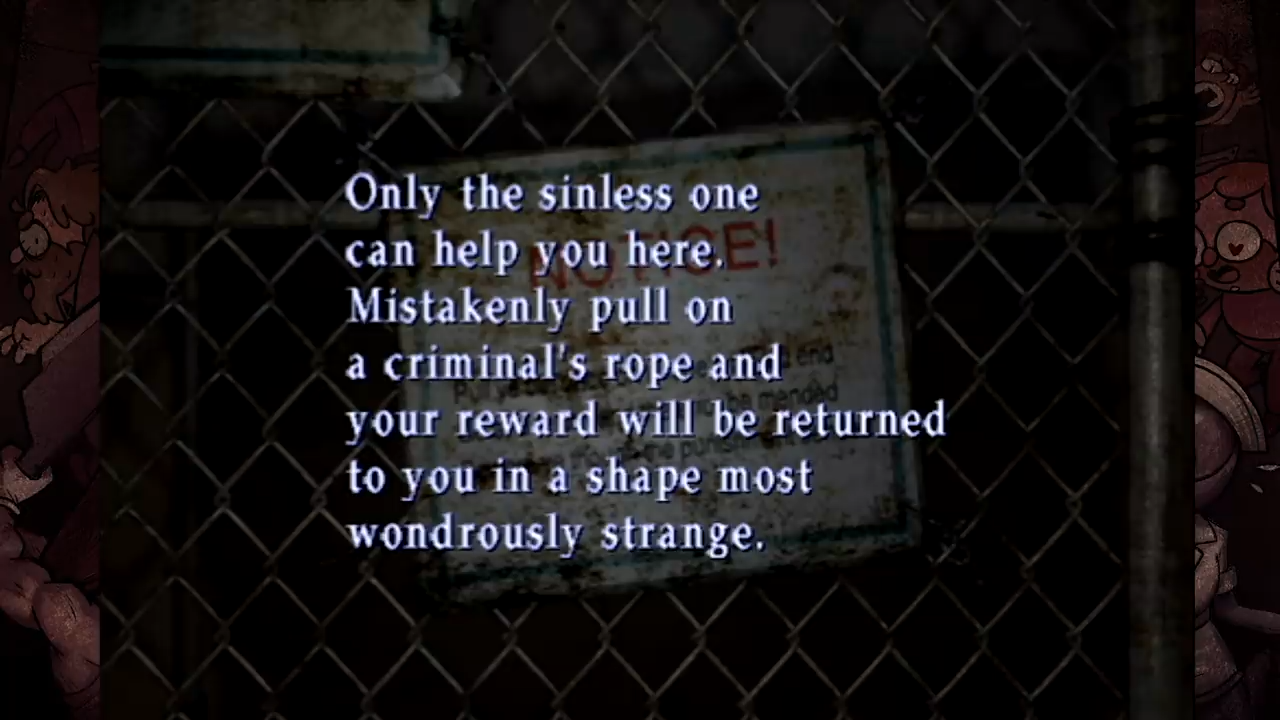 Only the sinless one
can help you here.
NOTICE!
Mistakenly pull on
a criminal's rope and
your reward will be returned
to you in a shape most
wondrously strange.